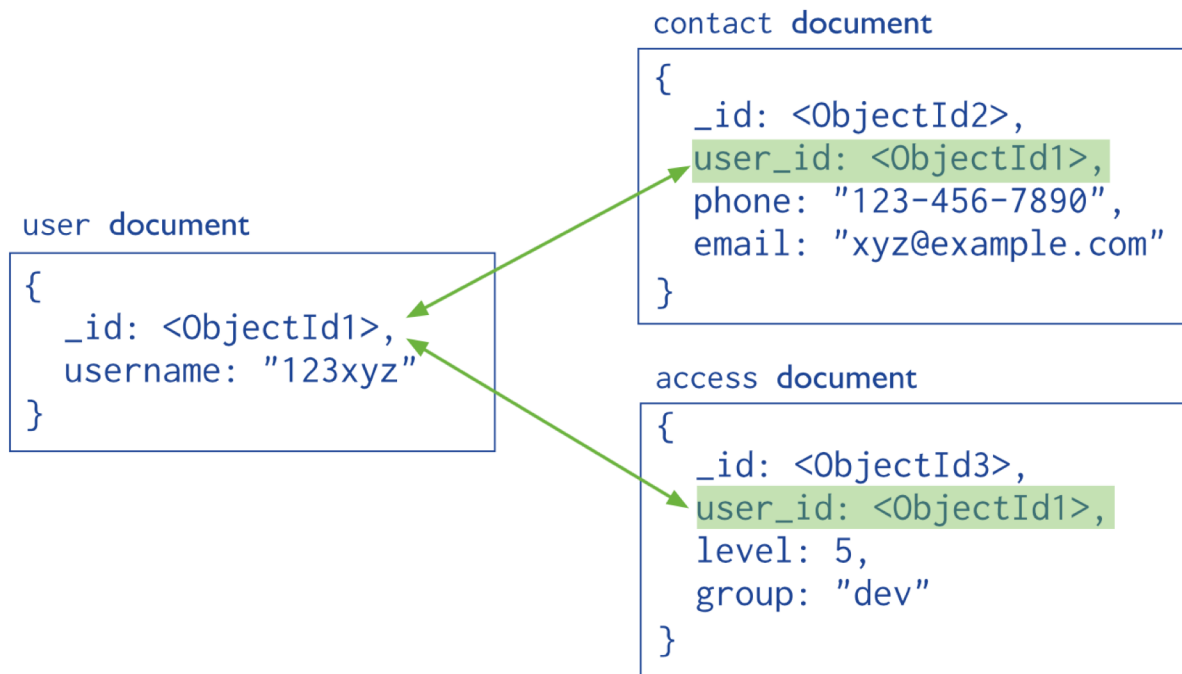 contact document
{
_id: <ObjectId2>,
user_id: <ObjectId1>,
phone: "123-456-7890",
email: "xyz@example.com"
}
user document
{
_id: <ObjectId1>,
username: "123xyz"
}
access document
{
_id: <ObjectId3>,
user_id: <ObjectId1>,
level: 5,
group: "dev"
}